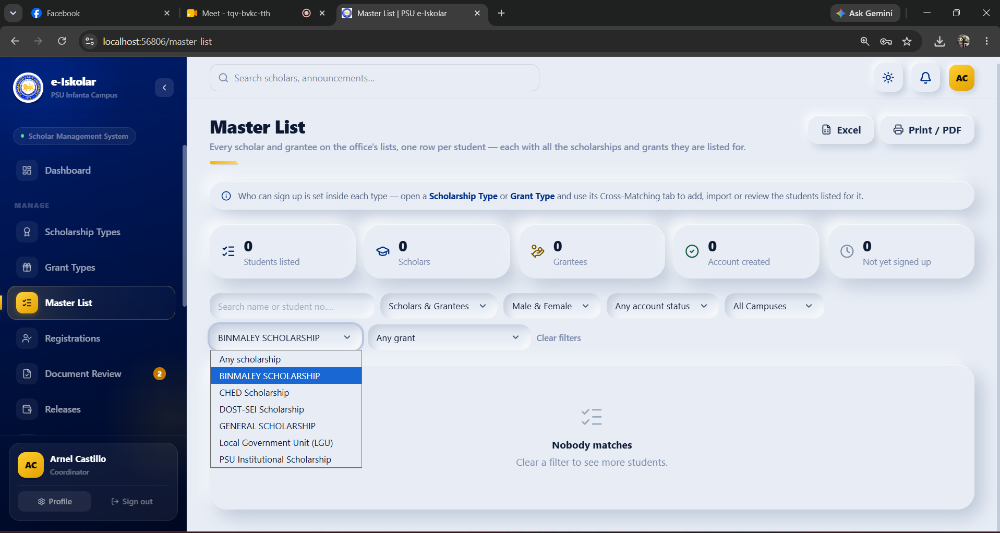 Facebook
Meet - tqv-bvkc-tth
Master List | PSU e-Iskolar
Ask Gemini
localhost:56806/master-list
e-Iskolar
PSU Infanta Campus
Scholar Management System
Dashboard
MANAGE
Scholarship Types
Grant Types
Master List
Registrations
Document Review 2
Releases
AC
Arnel Castillo
Coordinator
Profile
Sign out
Search scholars, announcements...
AC
Master List
Every scholar and grantee on the office's lists, one row per student — each with all the scholarships and grants they are listed for.
Excel
Print / PDF
Who can sign up is set inside each type — open a Scholarship Type or Grant Type and use its Cross-Matching tab to add, import or review the students listed for it.
0
Students listed
0
Scholars
0
Grantees
0
Account created
0
Not yet signed up
Search name or student no....
Scholars & Grantees
Male & Female
Any account status
All Campuses
BINMALEY SCHOLARSHIP
Any grant
Clear filters
Any scholarship
BINMALEY SCHOLARSHIP
CHED Scholarship
DOST-SEI Scholarship
GENERAL SCHOLARSHIP
Local Government Unit (LGU)
PSU Institutional Scholarship
Nobody matches
Clear a filter to see more students.